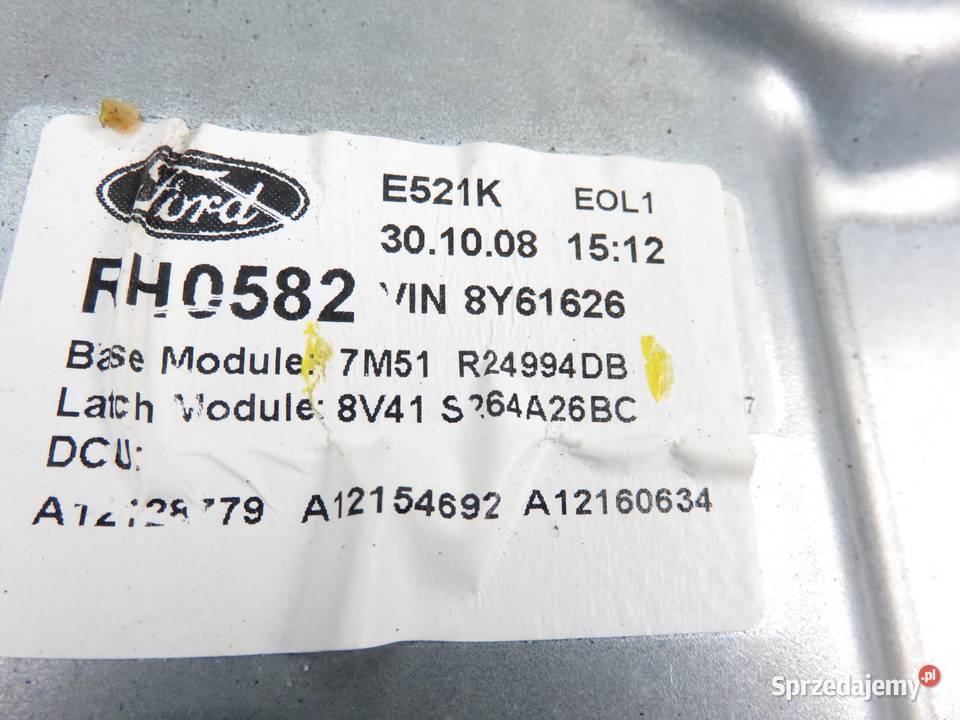 Ford
E521K EOL1
30.10.08 15:12
RH0582 VIN 8Y61626
Base Module: 7M51 R24994DB
Latch Module: 8V41 S264A26BC
DCU:
A12154692 A12160634
7
Sprzedajemy.pl